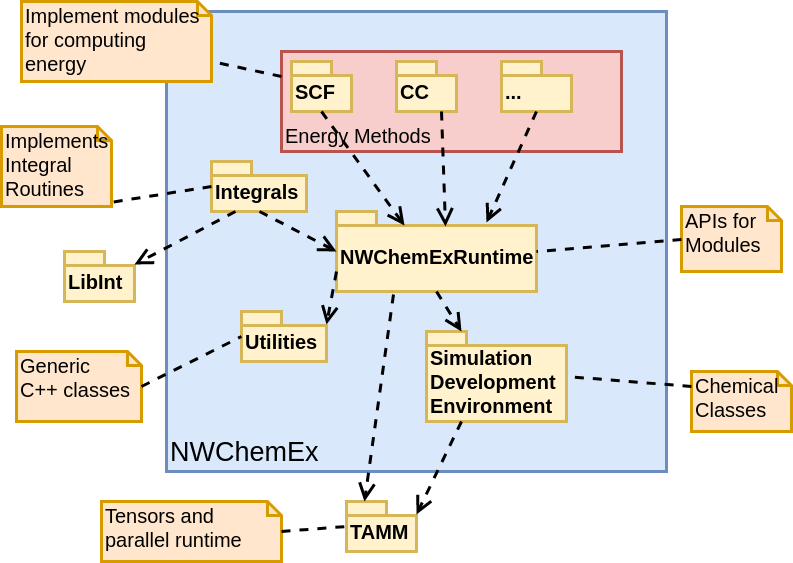 Implement modules
for computing
energy
SCF
CC
...
Energy Methods
Implements
Integral
Routines
Integrals
NWChemExRuntime
APIs for
Modules
LibInt
Utilities
Generic
C++ classes
Simulation
Development
Environment
Chemical
Classes
NWChemEx
Tensors and
parallel runtime
TAMM